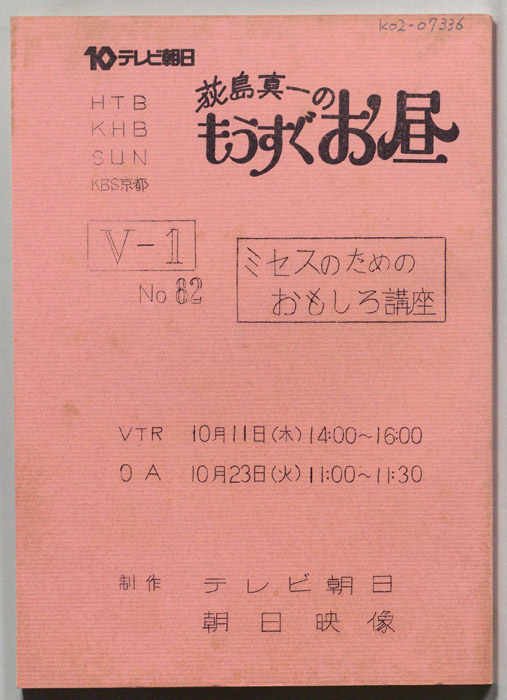 KO2-07336
10テレビ朝日
荻島真一の
もうすぐお昼
HTB
KHB
SUN
KBS京都
V-1
No 82
ミセスのための
おもしろ講座
VTR 10月11日(木) 14:00~16:00
OA 10月23日(火) 11:00~11:30
制作 テレビ朝日
朝日映像